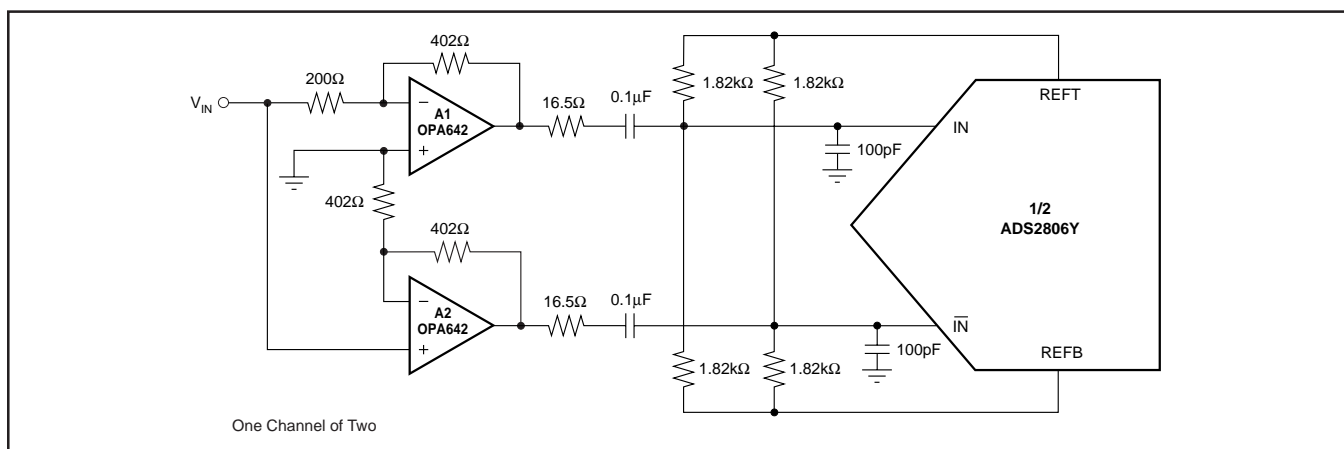 402Ω
200Ω
V_IN
A1
OPA642
16.5Ω
0.1µF
1.82kΩ
1.82kΩ
REFT
IN
100pF
402Ω
402Ω
1/2
ADS2806Y
A2
OPA642
16.5Ω
0.1µF
I̅N̅
100pF
1.82kΩ
1.82kΩ
REFB
−
+
−
+
One Channel of Two